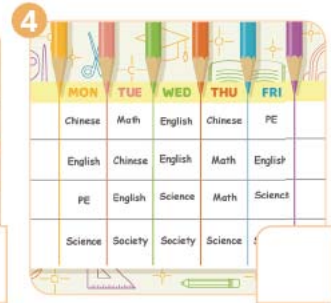 4
MON TUE WED THU FRI
Chinese Math English Chinese PE
English Chinese English Math English
PE English Science Math Science
Science Society Society Science